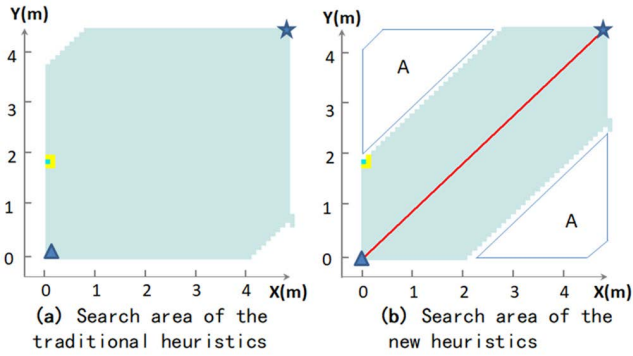 Y(m)
4
3
2
1
0
0 1 2 3 4 X(m)
(a) Search area of the
traditional heuristics
Y(m)
4
3
2
1
0
A
A
0 1 2 3 4 X(m)
(b) Search area of the
new heuristics